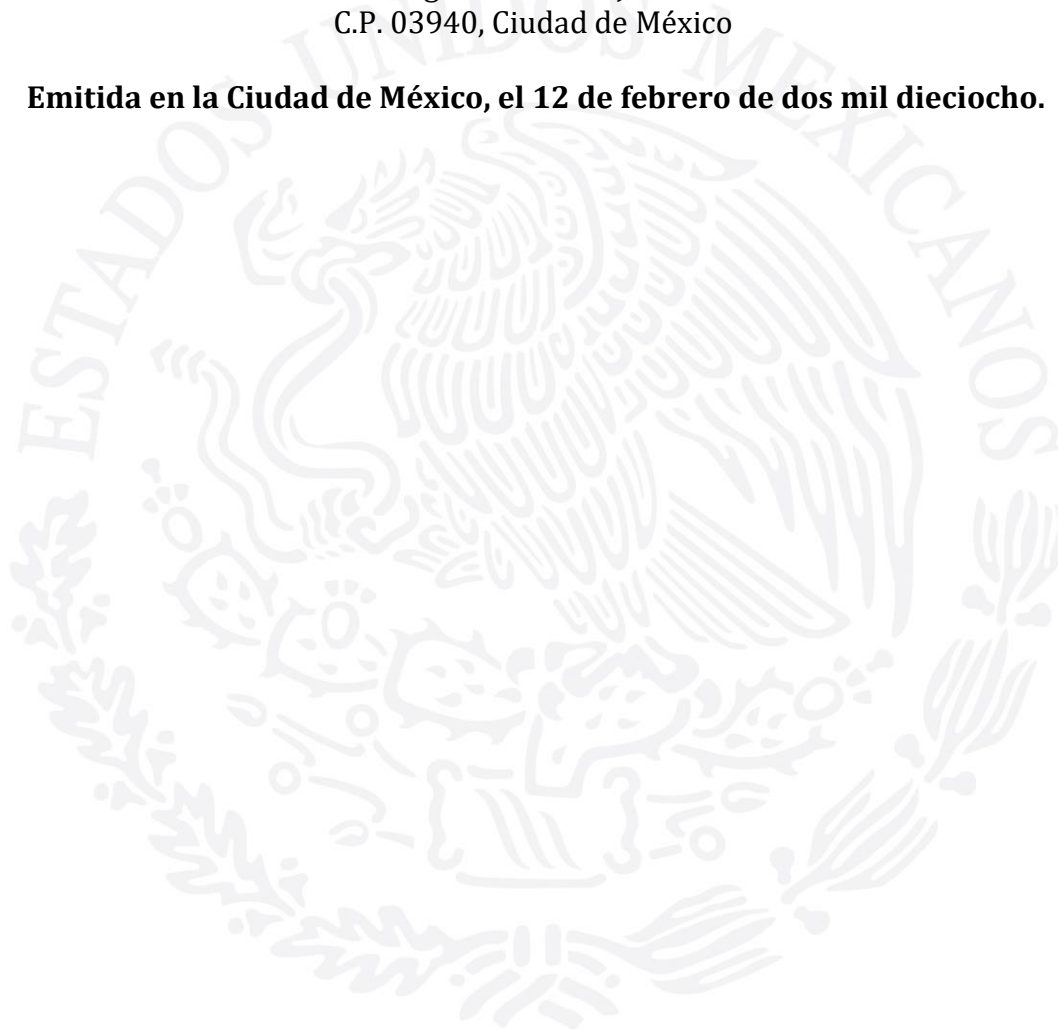 C.P. 03940, Ciudad de México
Emitida en la Ciudad de México, el 12 de febrero de dos mil dieciocho.
ESTADOS UNIDOS MEXICANOS